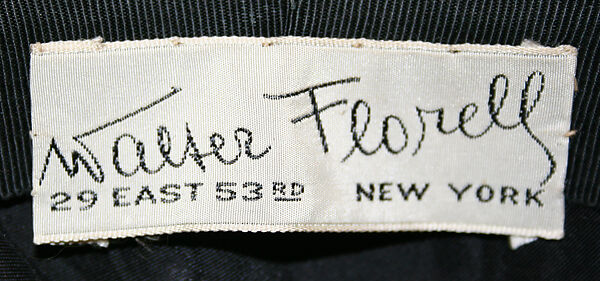 Walter Florell
29 EAST 53RD NEW YORK